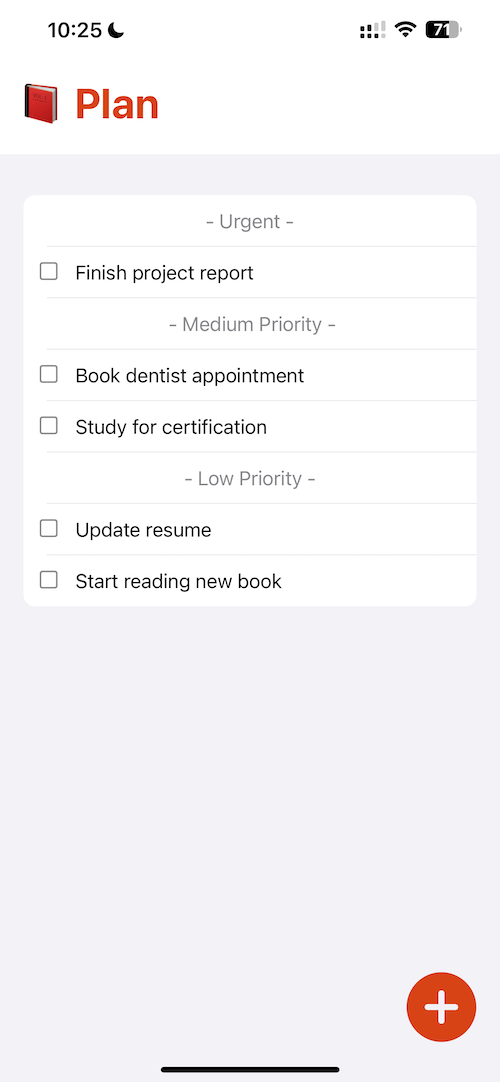 10:25
71
Plan
- Urgent -
Finish project report
- Medium Priority -
Book dentist appointment
Study for certification
- Low Priority -
Update resume
Start reading new book